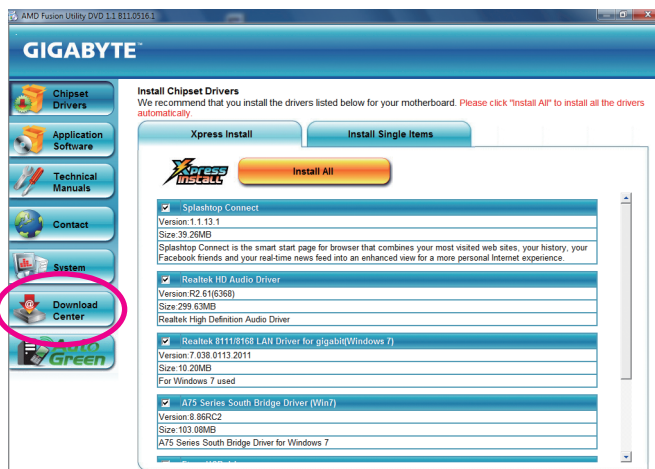 AMD Fusion Utility DVD 1.1 B11.0516.1
GIGABYTE™
Chipset
Drivers
Application
Software
Technical
Manuals
Contact
System
Download
Center
Auto
Green
Install Chipset Drivers
We recommend that you install the drivers listed below for your motherboard. Please click "Install All" to install all the drivers
automatically.
Xpress Install
Install Single Items
Xpress
INSTALL
Install All
Splashtop Connect
Version:1.1.13.1
Size:39.26MB
Splashtop Connect is the smart start page for browser that combines your most visited web sites, your history, your
Facebook friends and your real-time news feed into an enhanced view for a more personal Internet experience.
Realtek HD Audio Driver
Version:R2.61(6368)
Size:299.63MB
Realtek High Definition Audio Driver
Realtek 8111/8168 LAN Driver for gigabit(Windows 7)
Version:7.038.0113.2011
Size:10.20MB
For Windows 7 used
A75 Series South Bridge Driver (Win7)
Version:8.86RC2
Size:103.08MB
A75 Series South Bridge Driver for Windows 7